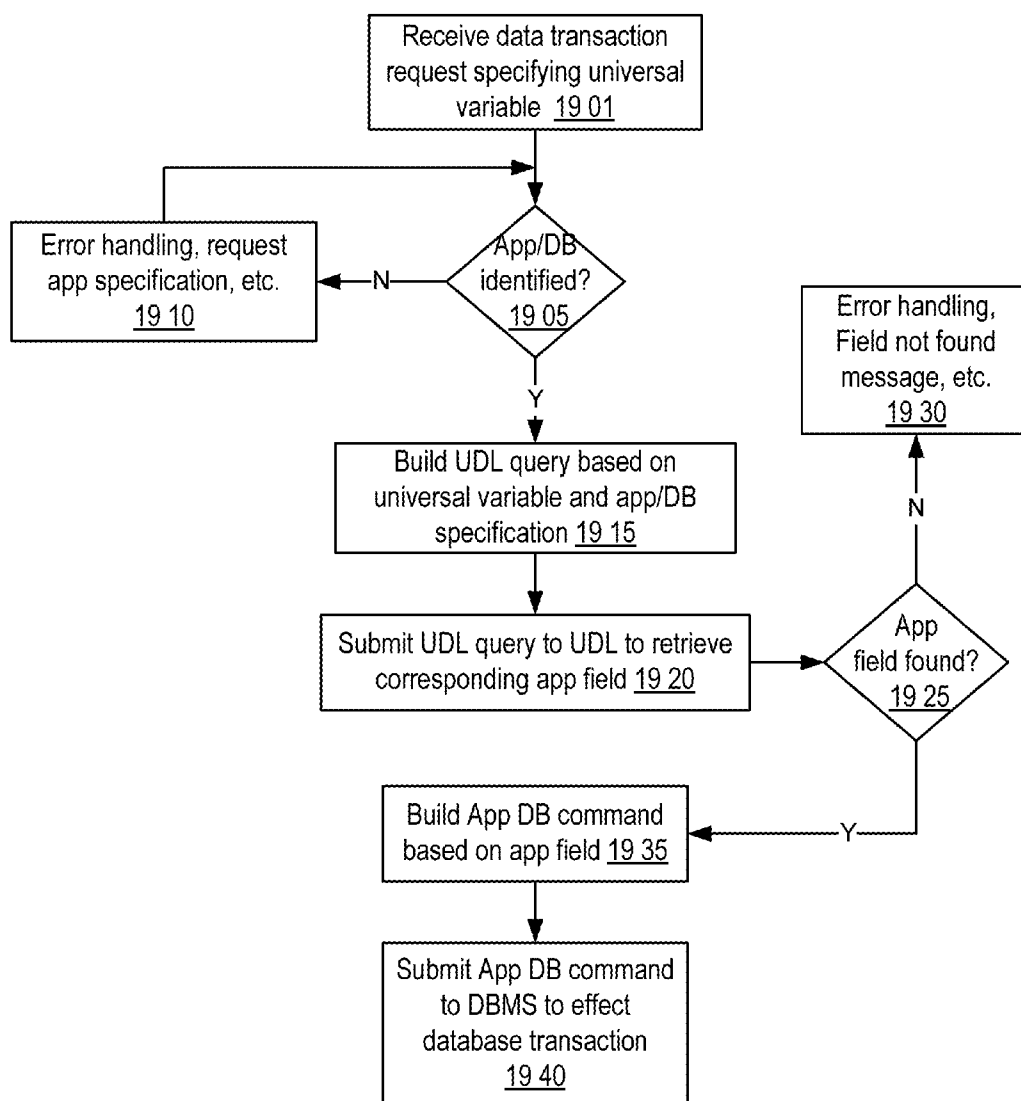 Receive data transaction
request specifying universal
variable 19 01
App/DB
identified?
19 05
N
Error handling, request
app specification, etc.
19 10
Y
Build UDL query based on
universal variable and app/DB
specification 19 15
Submit UDL query to UDL to retrieve
corresponding app field 19 20
App
field found?
19 25
N
Error handling,
Field not found
message, etc.
19 30
Y
Build App DB command
based on app field 19 35
Submit App DB command
to DBMS to effect
database transaction
19 40